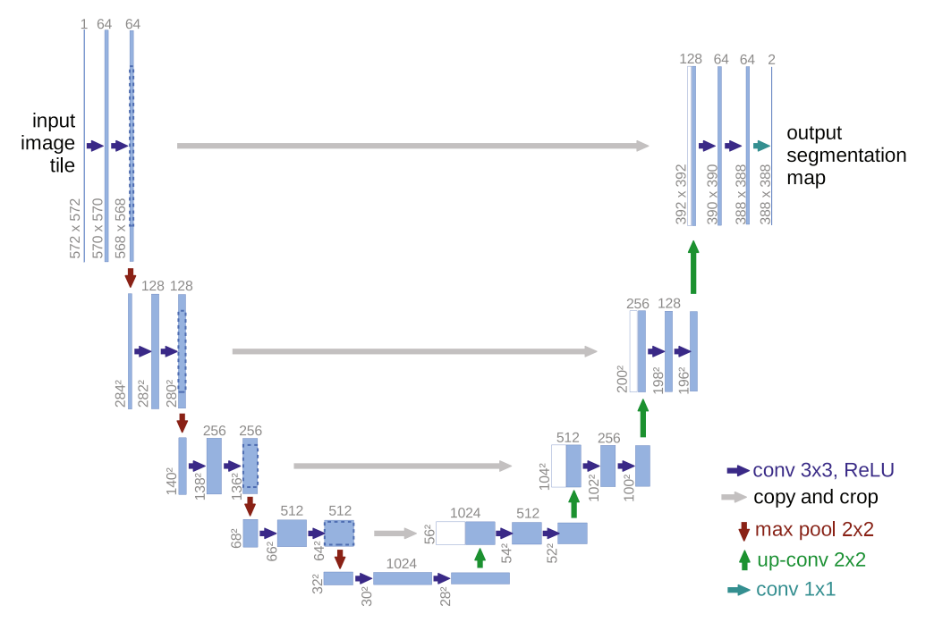 1 64 64
128 64 64 2
input
image
tile
output
segmentation
map
572 x 572
570 x 570
568 x 568
392 x 392
390 x 390
388 x 388
388 x 388
128 128
256 128
284²
282²
280²
200²
198²
196²
256 256
512 256
140²
138²
136²
104²
102²
100²
512 512
1024 512
68²
66²
64²
56²
54²
52²
1024
32²
30²
28²
conv 3x3, ReLU
copy and crop
max pool 2x2
up-conv 2x2
conv 1x1